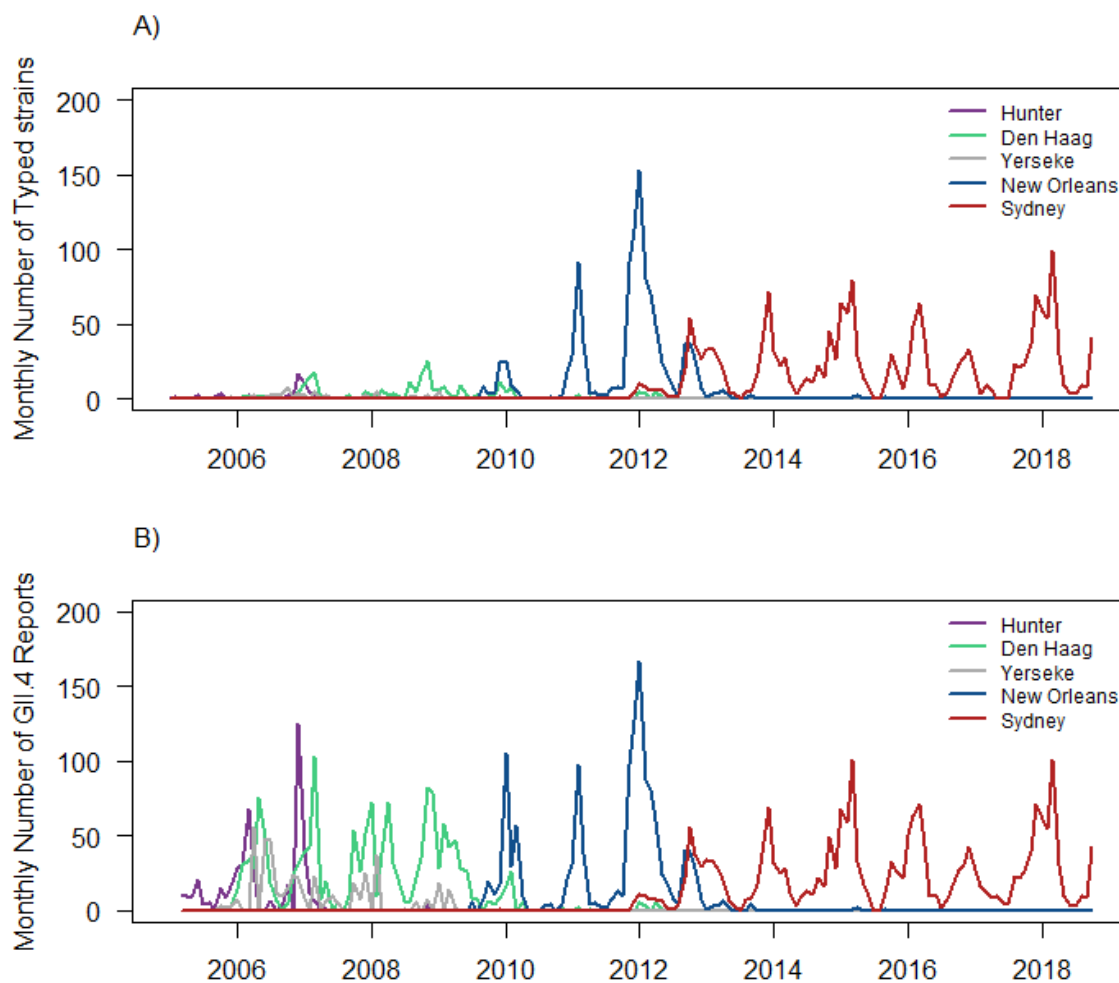 A)
Monthly Number of Typed strains
200
150
100
50
0
Hunter
Den Haag
Yerseke
New Orleans
Sydney
2006 2008 2010 2012 2014 2016 2018
B)
Monthly Number of GII.4 Reports
200
150
100
50
0
Hunter
Den Haag
Yerseke
New Orleans
Sydney
2006 2008 2010 2012 2014 2016 2018